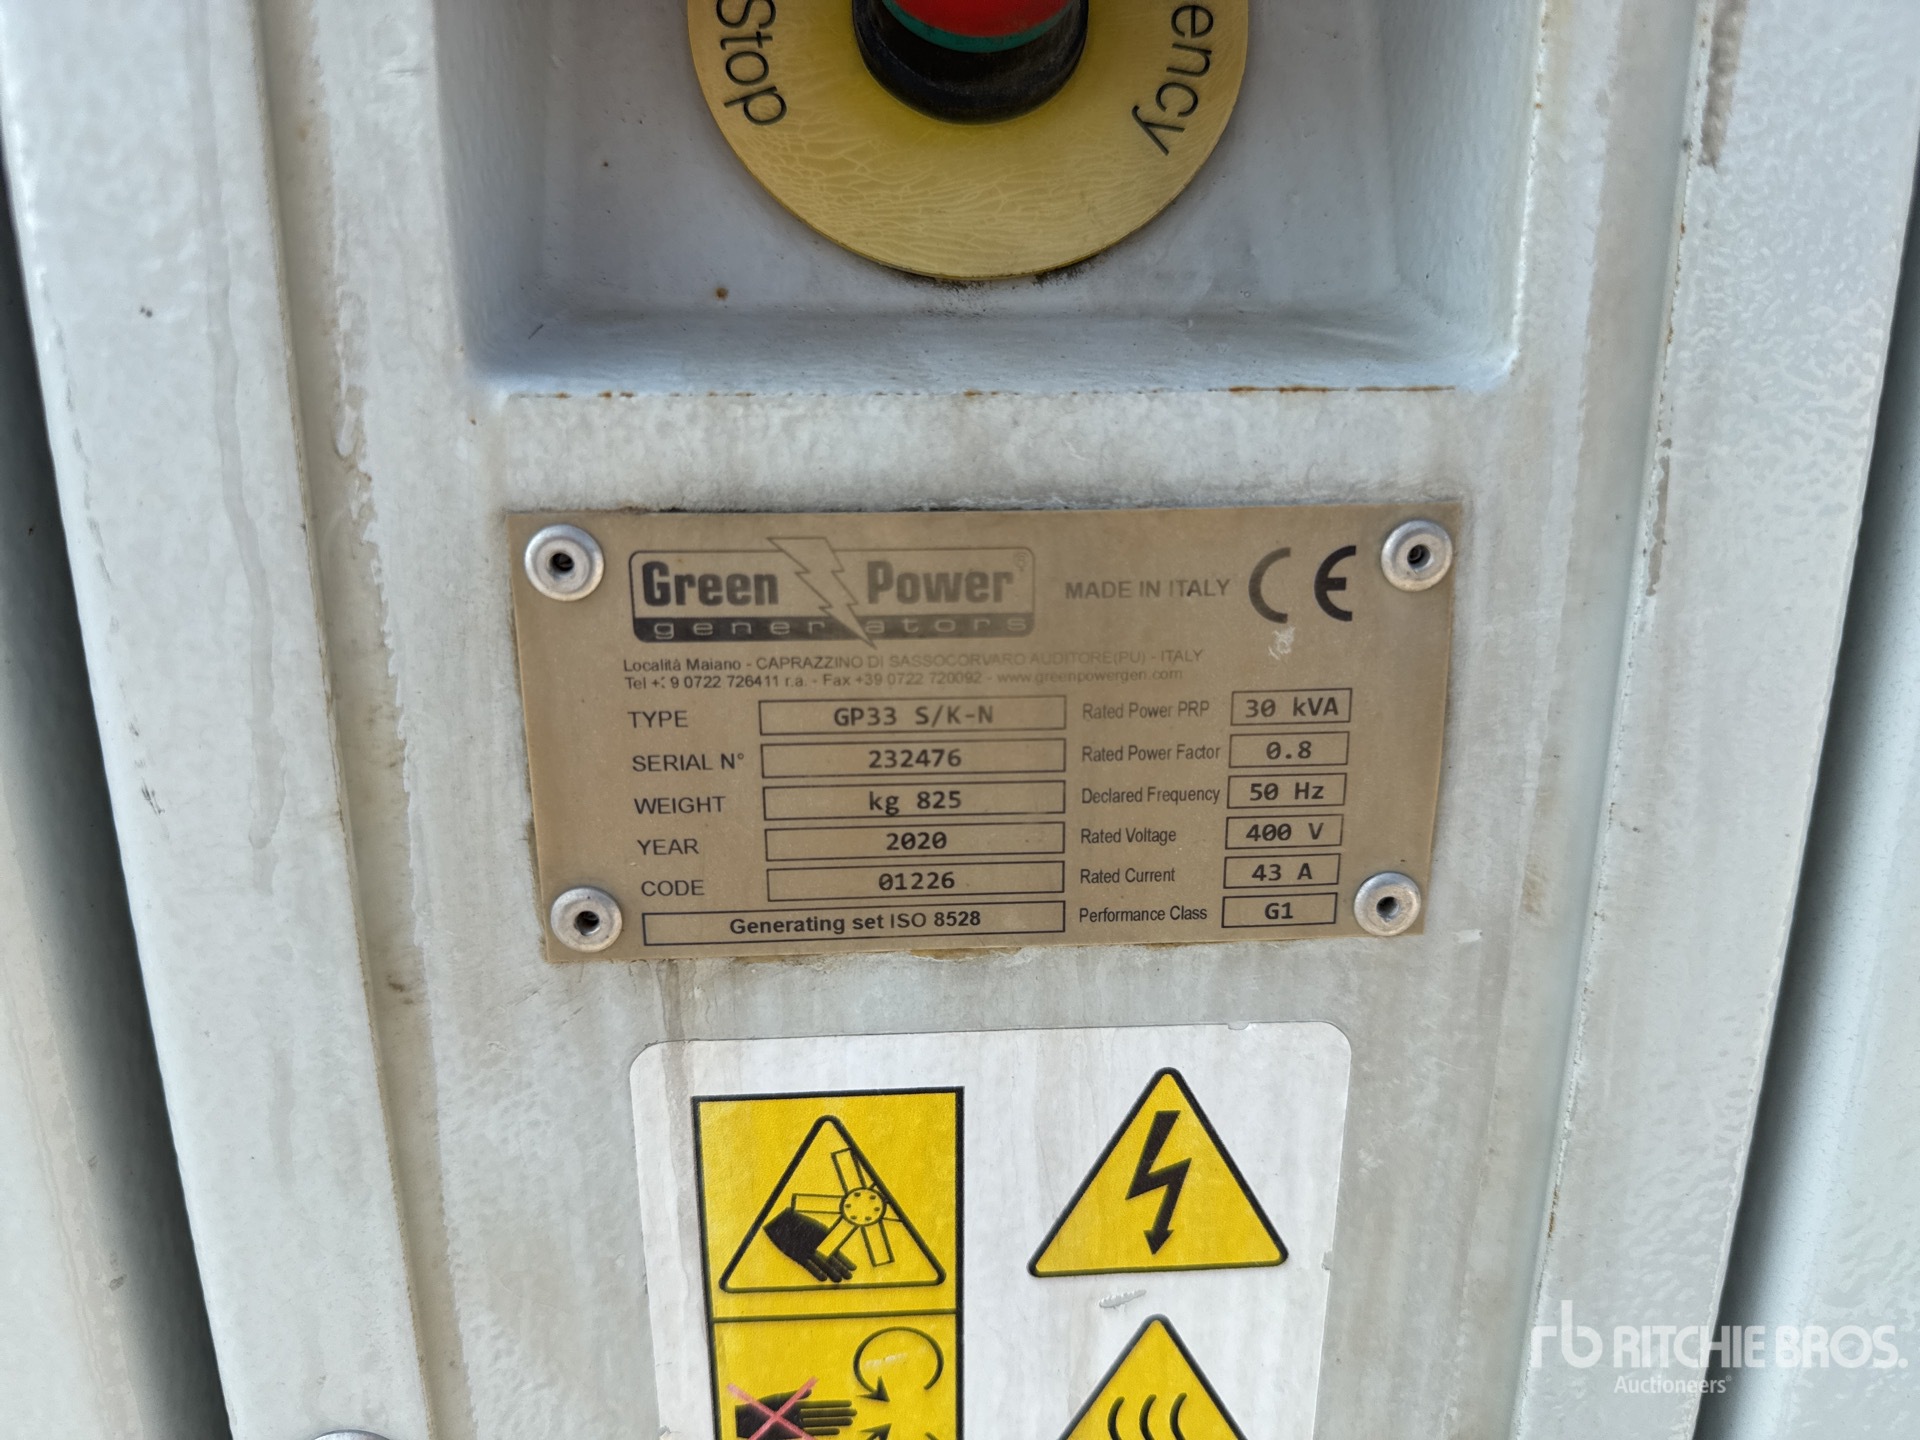 Stop
ency
Green Power ®
generators
MADE IN ITALY
CE
Località Maiano - CAPRAZZINO DI SASSOCORVARO AUDITORE(PU) - ITALY
Tel +39 0722 726411 r.a. - Fax +39 0722 720092 - www.greenpowergen.com
TYPE GP33 S/K-N Rated Power PRP 30 kVA
SERIAL N° 232476 Rated Power Factor 0.8
WEIGHT kg 825 Declared Frequency 50 Hz
YEAR 2020 Rated Voltage 400 V
CODE 01226 Rated Current 43 A
Generating set ISO 8528 Performance Class G1
rb RITCHIE BROS.
Auctioneers